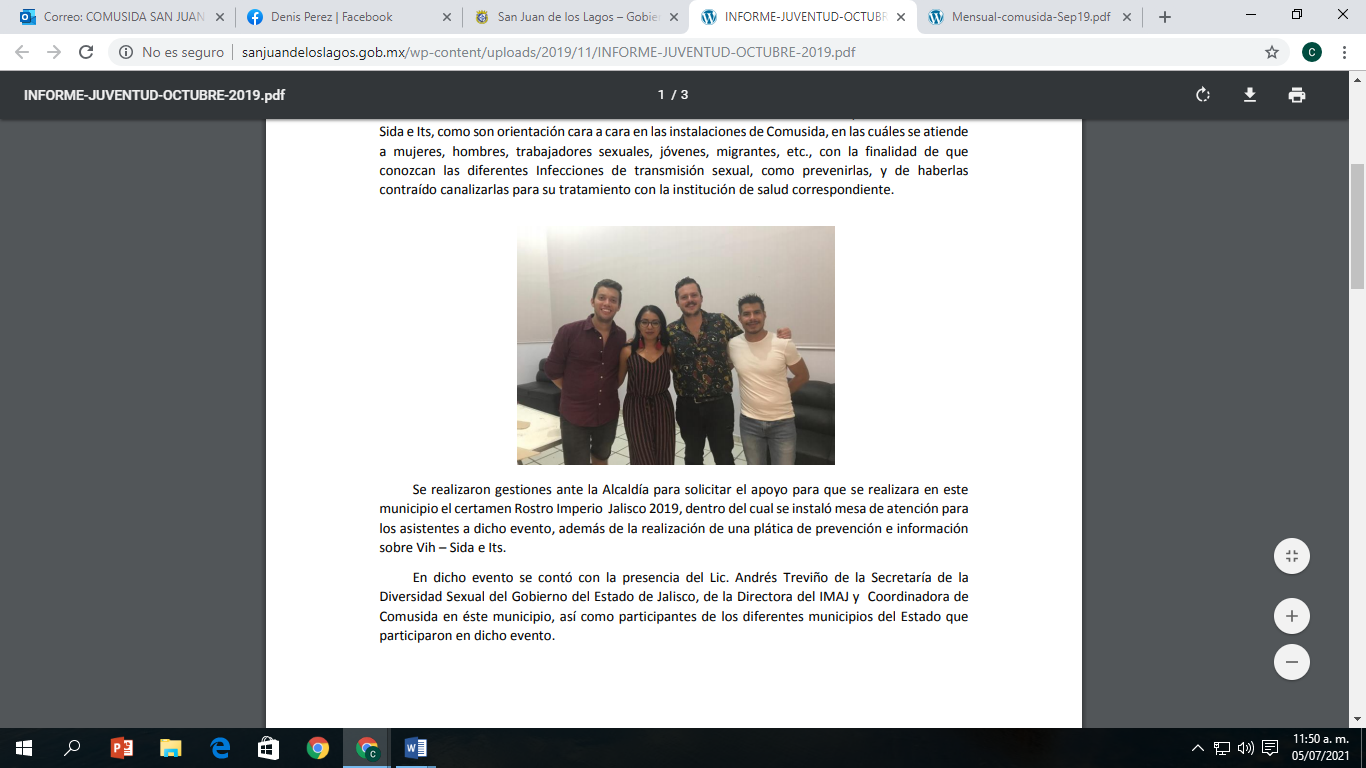 Correo: COMUSIDA SAN JUAN
Denis Perez | Facebook
San Juan de los Lagos – Gobie
INFORME-JUVENTUD-OCTUBR
Mensual-comusida-Sep19.pdf
No es seguro
sanjuandeloslagos.gob.mx/wp-content/uploads/2019/11/INFORME-JUVENTUD-OCTUBRE-2019.pdf
C
INFORME-JUVENTUD-OCTUBRE-2019.pdf
1 / 3
Sida e Its, como son orientación cara a cara en las instalaciones de Comusida, en las cuáles se atiende
a mujeres, hombres, trabajadores sexuales, jóvenes, migrantes, etc., con la finalidad de que
conozcan las diferentes Infecciones de transmisión sexual, como prevenirlas, y de haberlas
contraído canalizarlas para su tratamiento con la institución de salud correspondiente.
Se realizaron gestiones ante la Alcaldía para solicitar el apoyo para que se realizara en este
municipio el certamen Rostro Imperio Jalisco 2019, dentro del cual se instaló mesa de atención para
los asistentes a dicho evento, además de la realización de una plática de prevención e información
sobre Vih – Sida e Its.
En dicho evento se contó con la presencia del Lic. Andrés Treviño de la Secretaría de la
Diversidad Sexual del Gobierno del Estado de Jalisco, de la Directora del IMAJ y Coordinadora de
Comusida en éste municipio, así como participantes de los diferentes municipios del Estado que
participaron en dicho evento.
11:50 a. m.
05/07/2021